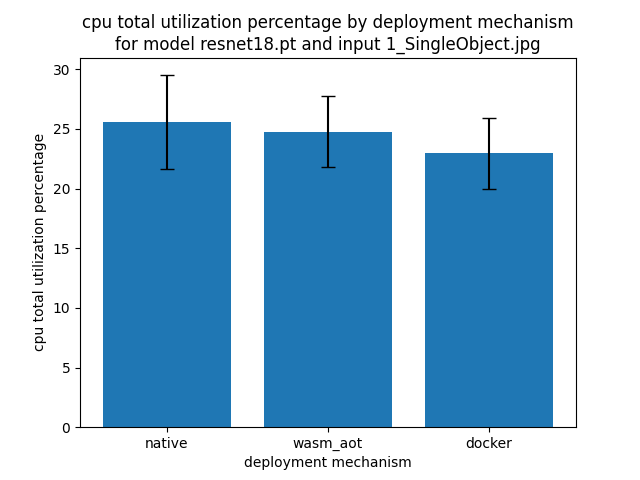 cpu total utilization percentage by deployment mechanism
for model resnet18.pt and input 1_SingleObject.jpg
cpu total utilization percentage
30
25
20
15
10
5
0
native
wasm_aot
docker
deployment mechanism